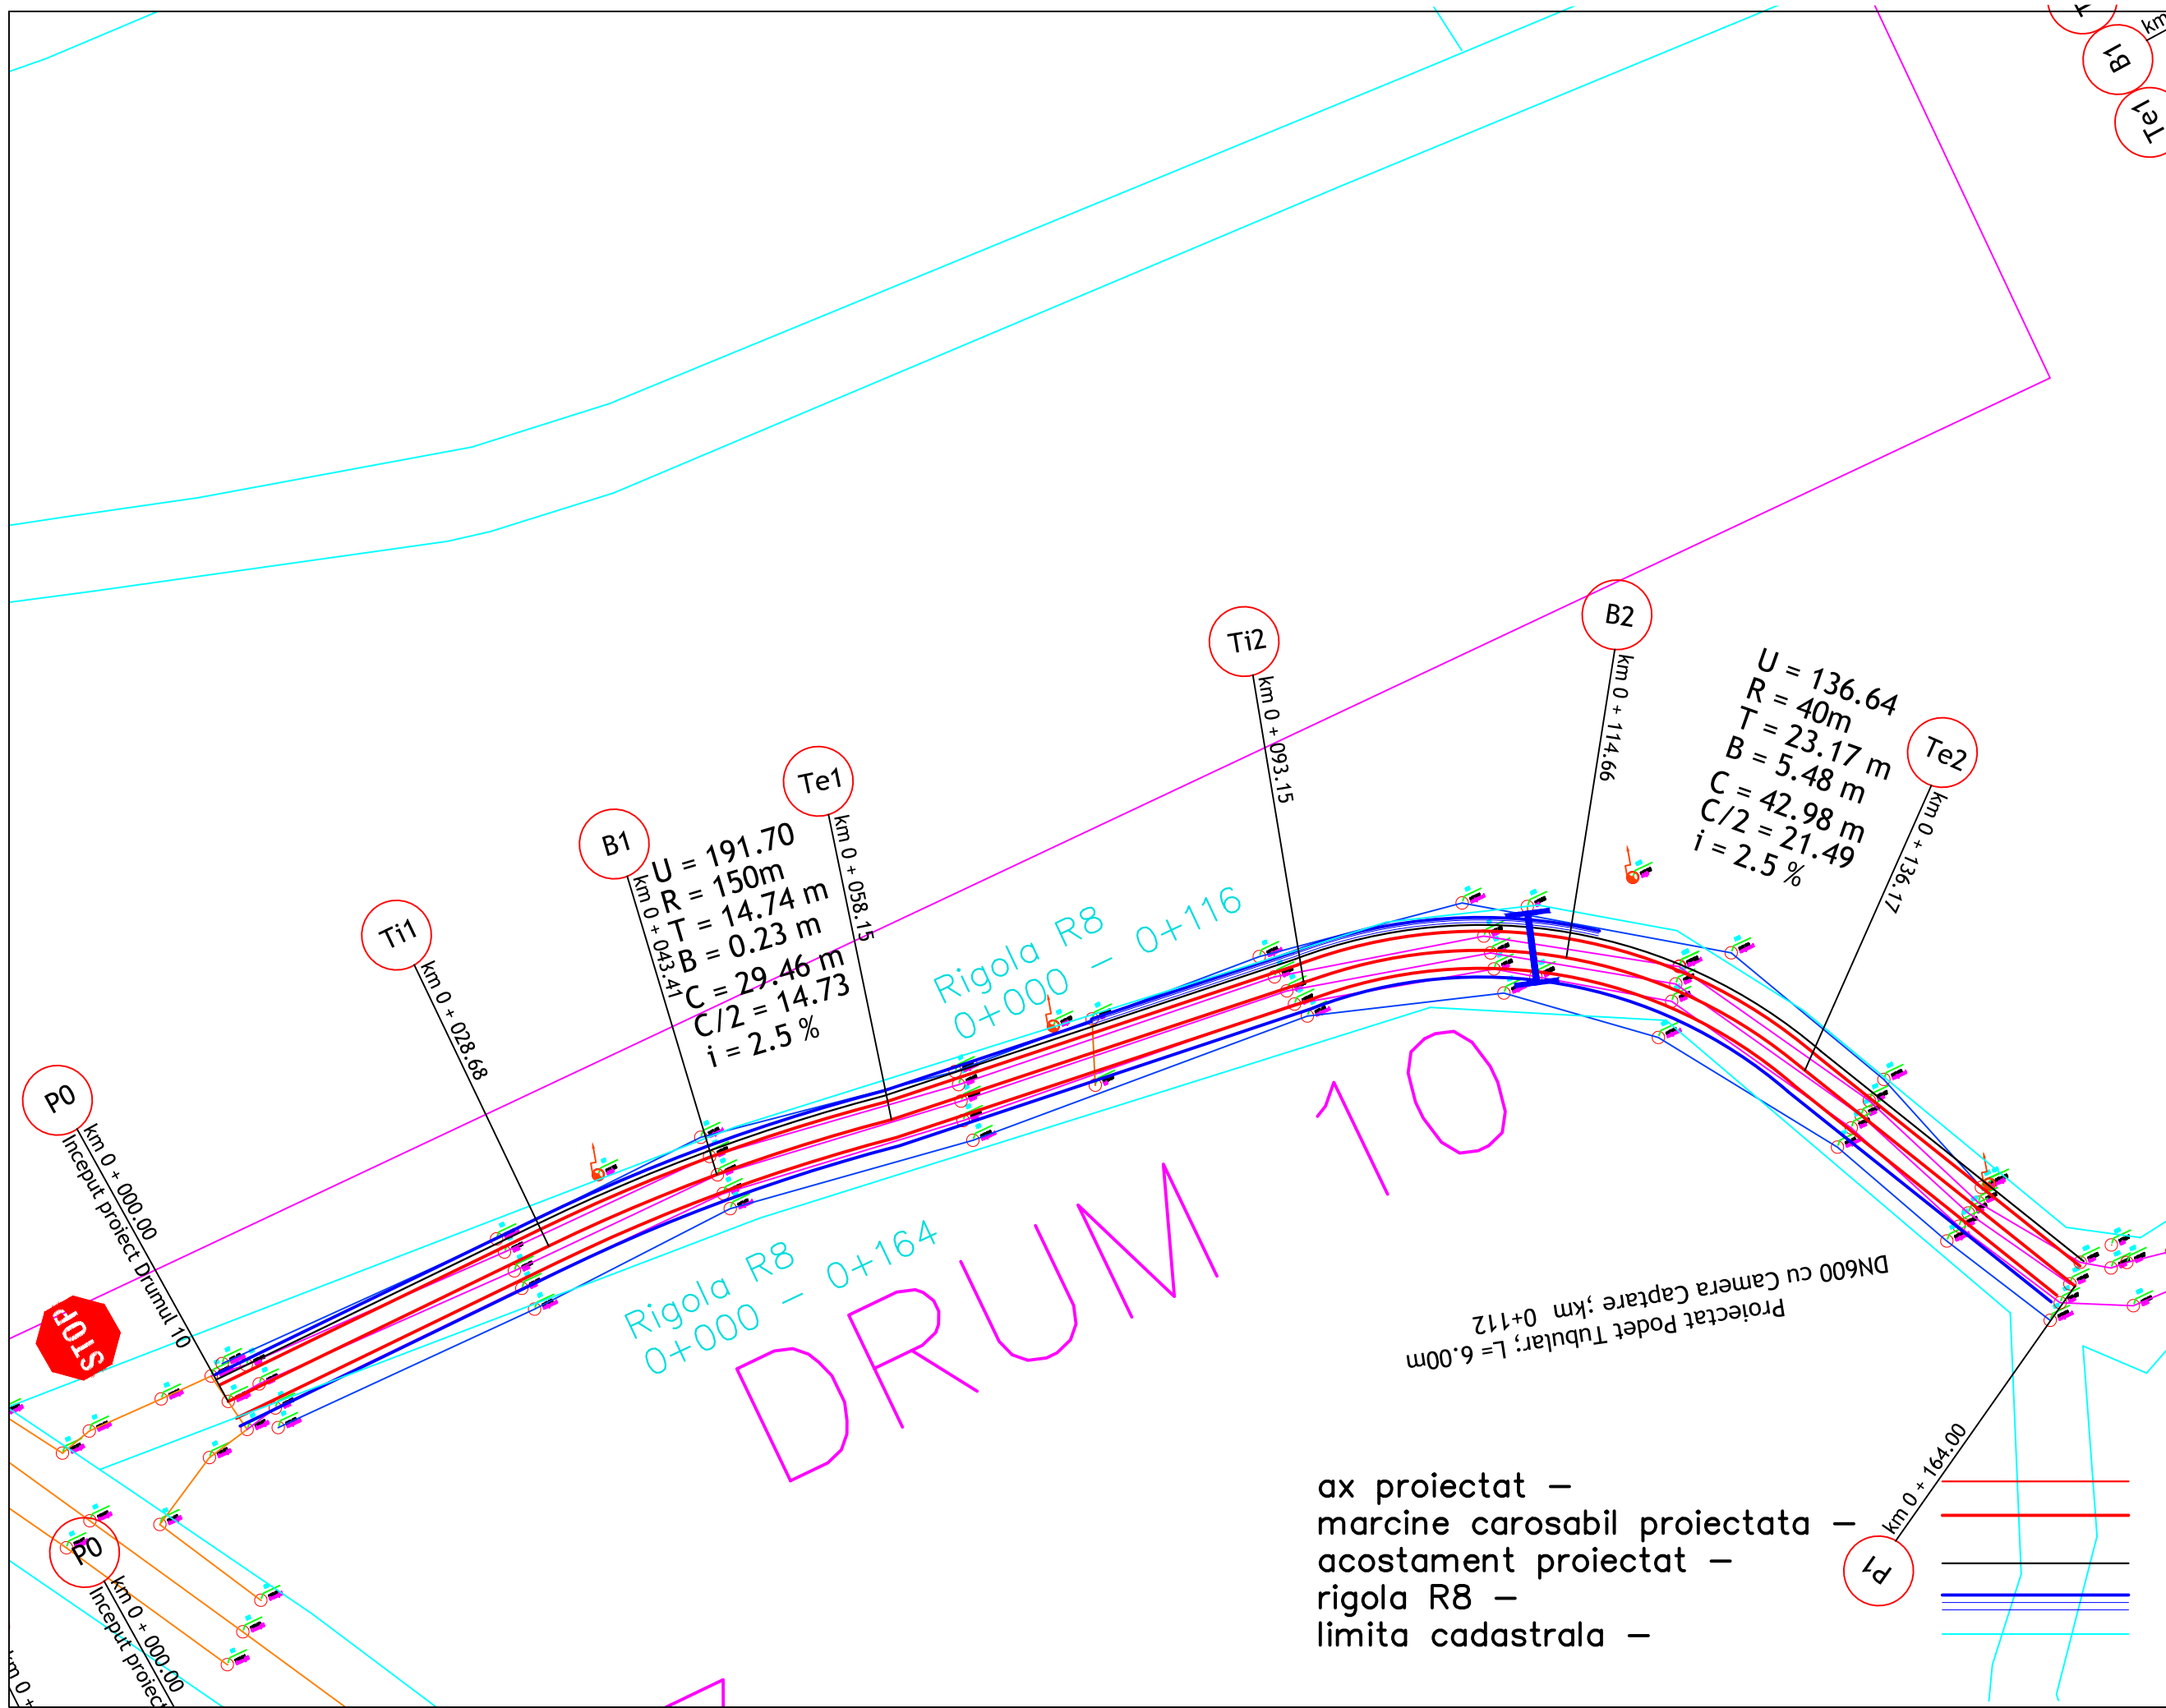 B1
km
Te1
B2
km 0 + 114.66
Ti2
km 0 + 093.15
U = 136.64
R = 40m
T = 23.17 m
B = 5.48 m
C = 42.98 m
C/2 = 21.49
i = 2.5 %
Te2
km 0 + 136.17
Te1
km 0 + 058.15
B1
km 0 + 043.41
U = 191.70
R = 150m
T = 14.74 m
B = 0.23 m
C = 29.46 m
C/2 = 14.73
i = 2.5 %
Ti1
km 0 + 028.68
Rigola R8
0+000 – 0+116
P0
km 0 + 000.00
Inceput proiect Drumul 10
STOP
Rigola R8
0+000 – 0+164
DRUM 10
Proiectat Podet Tubular; L= 6.00m
DN600 cu Camera Captare ;km 0+112
km 0 + 164.00
P1
P0
km 0 + 000.00
Inceput proiect
km 0 +
ax proiectat –
marcine carosabil proiectata –
acostament proiectat –
rigola R8 –
limita cadastrala –